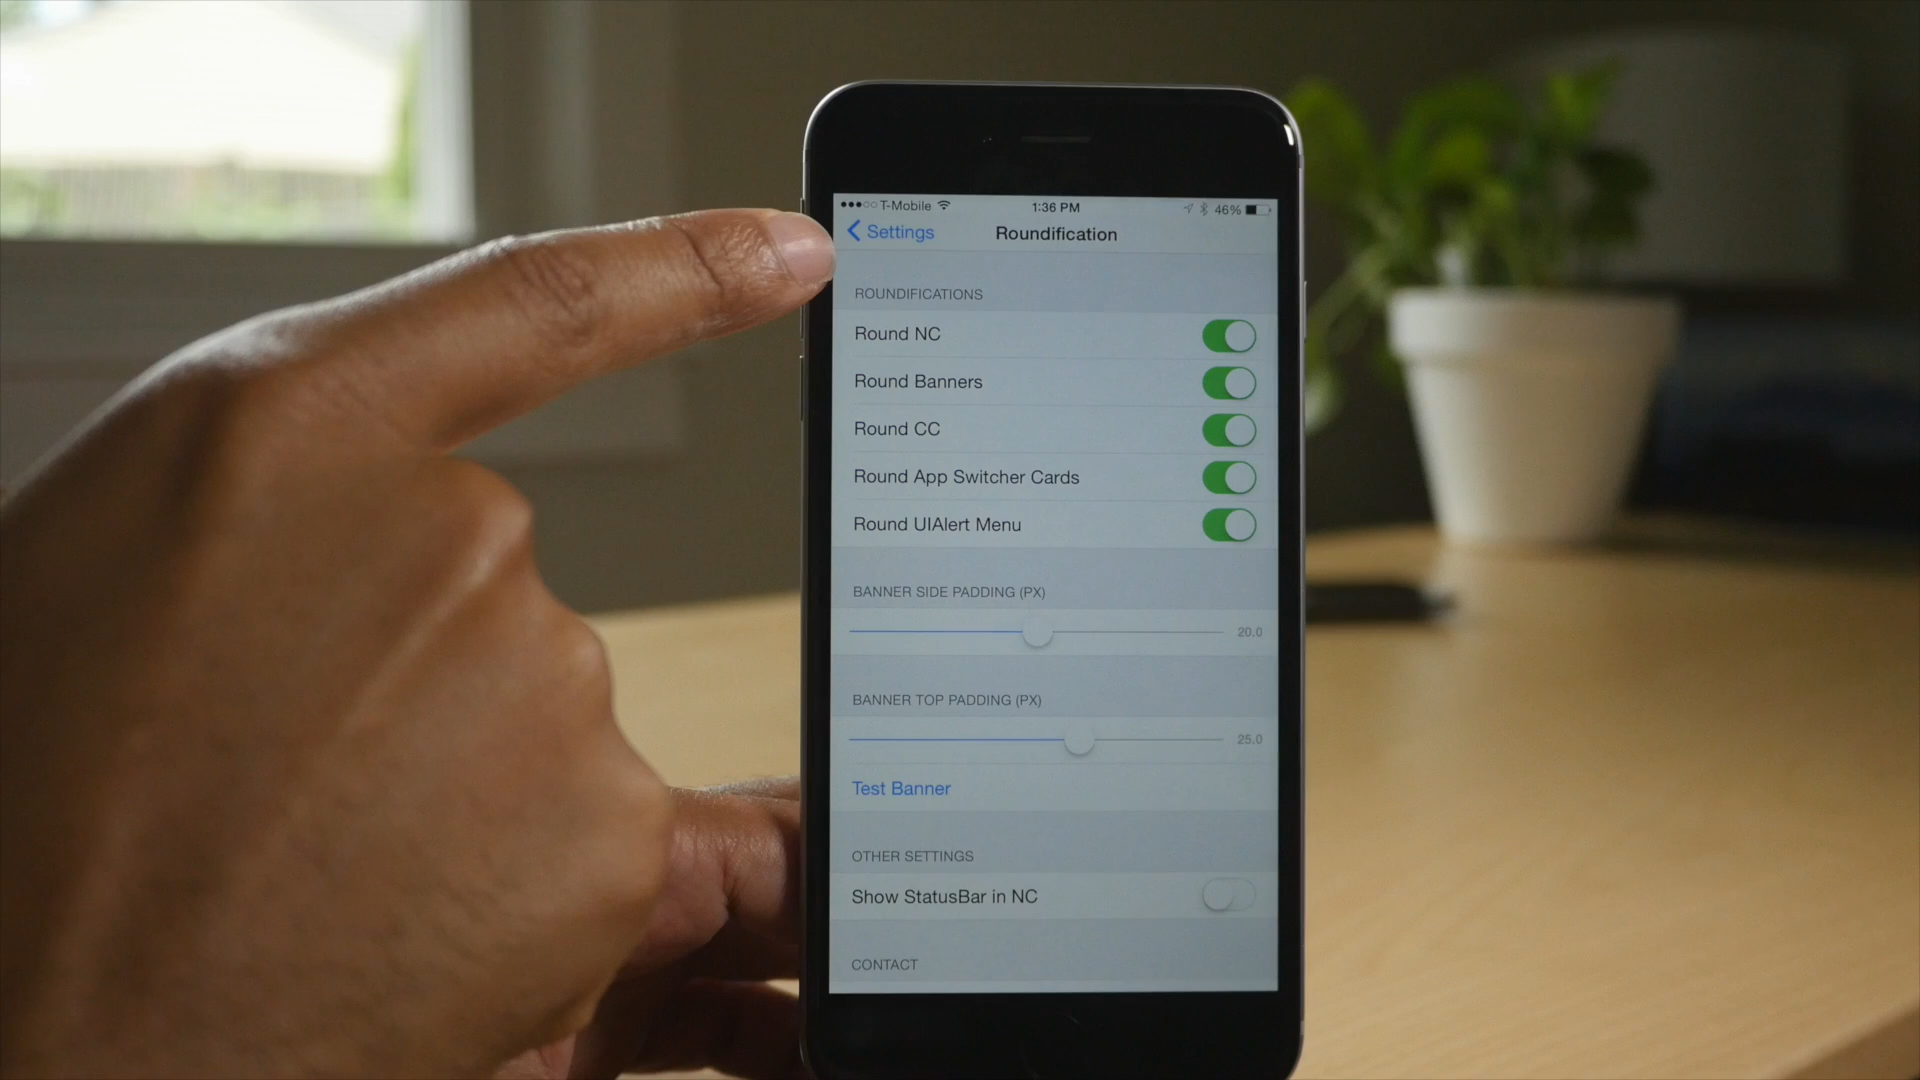 T-Mobile 1:36 PM 46%
Settings Roundification
ROUNDIFICATIONS
Round NC
Round Banners
Round CC
Round App Switcher Cards
Round UIAlert Menu
BANNER SIDE PADDING (PX)
20.0
BANNER TOP PADDING (PX)
25.0
Test Banner
OTHER SETTINGS
Show StatusBar in NC
CONTACT